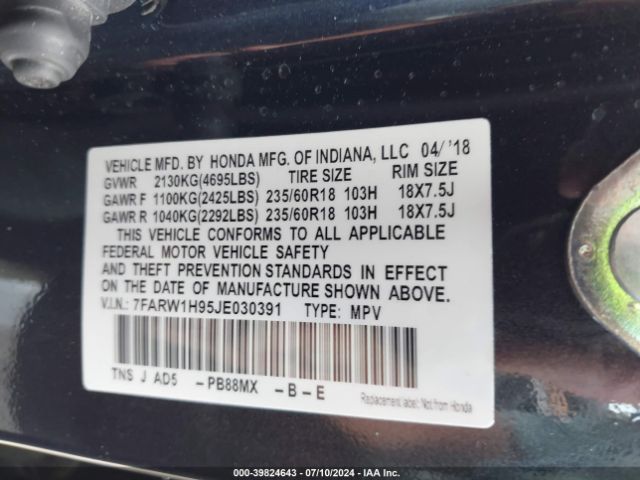 VEHICLE MFD. BY HONDA MFG. OF INDIANA, LLC 04/ '18
GVWR 2130KG(4695LBS) TIRE SIZE RIM SIZE
GAWR F 1100KG(2425LBS) 235/60R18 103H 18X7.5J
GAWR R 1040KG(2292LBS) 235/60R18 103H 18X7.5J
THIS VEHICLE CONFORMS TO ALL APPLICABLE
FEDERAL MOTOR VEHICLE SAFETY
AND THEFT PREVENTION STANDARDS IN EFFECT
ON THE DATE OF MANUFACTURE SHOWN ABOVE.
V.I.N.: 7FARW1H95JE030391 TYPE: MPV
TNS J AD5 -PB88MX -B-E
Replacement label: Not from Honda
000-39824643 / 07/10/2024 / IAA Inc.